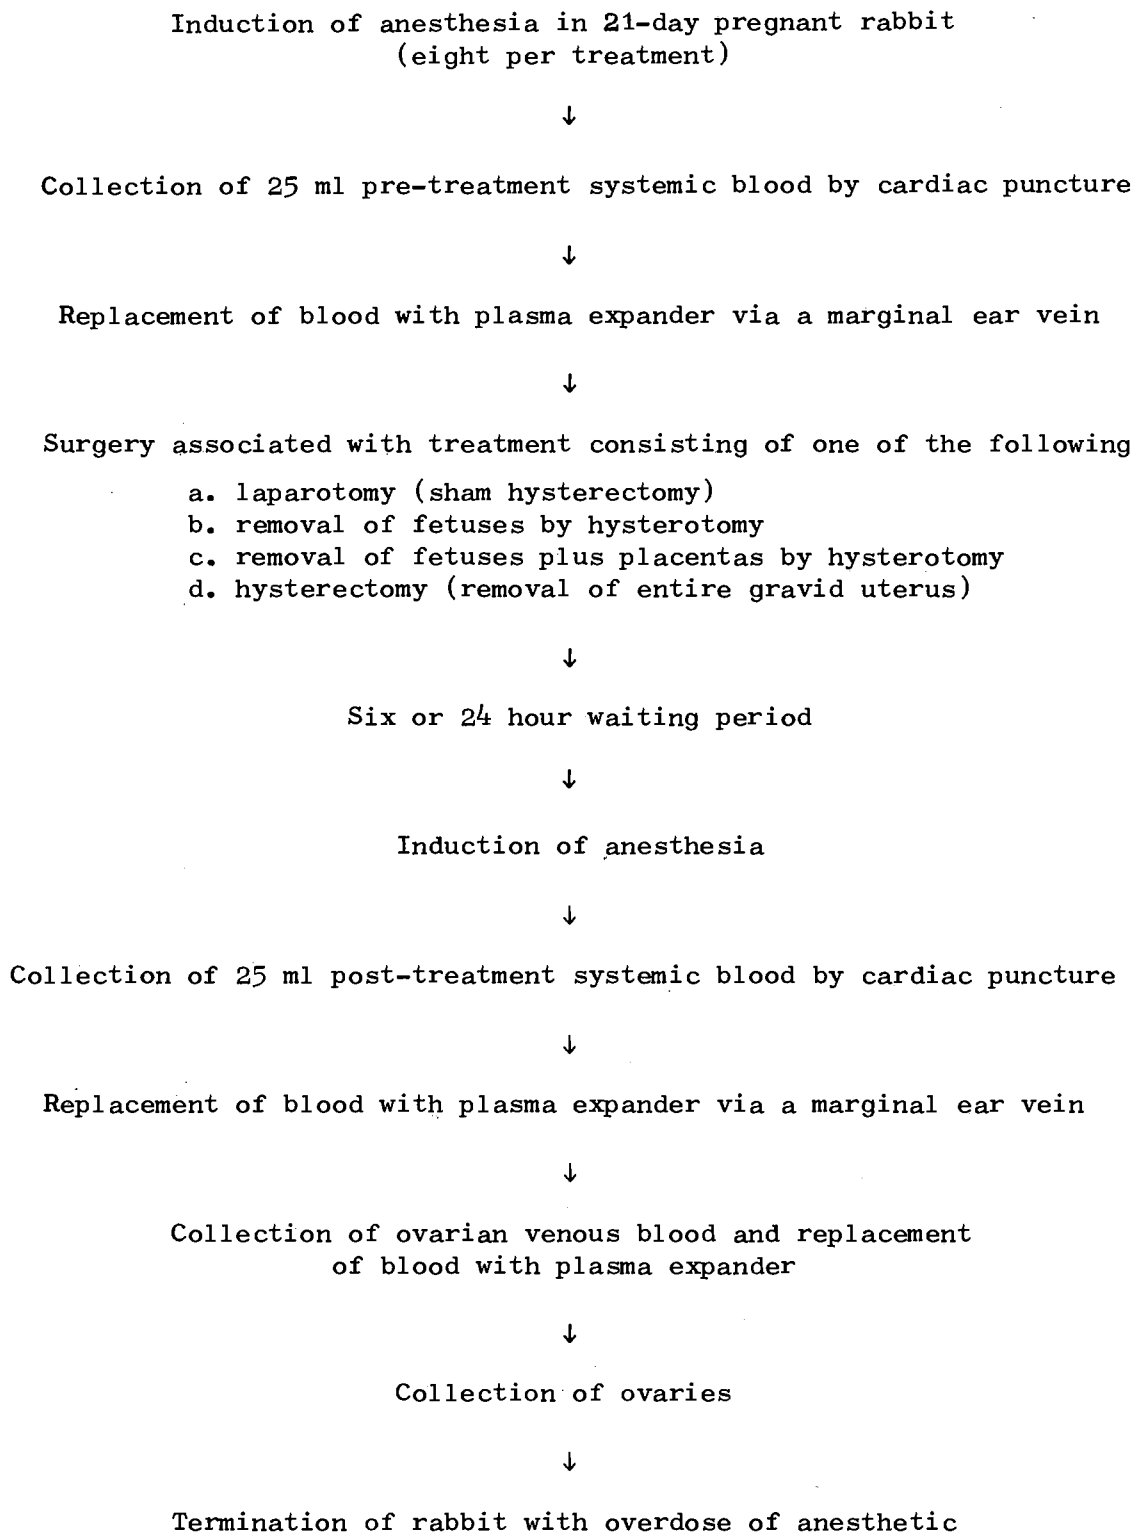 Induction of anesthesia in 21-day pregnant rabbit
(eight per treatment)
↓
Collection of 25 ml pre-treatment systemic blood by cardiac puncture
↓
Replacement of blood with plasma expander via a marginal ear vein
↓
Surgery associated with treatment consisting of one of the following
a. laparotomy (sham hysterectomy)
b. removal of fetuses by hysterotomy
c. removal of fetuses plus placentas by hysterotomy
d. hysterectomy (removal of entire gravid uterus)
↓
Six or 24 hour waiting period
↓
Induction of anesthesia
↓
Collection of 25 ml post-treatment systemic blood by cardiac puncture
↓
Replacement of blood with plasma expander via a marginal ear vein
↓
Collection of ovarian venous blood and replacement
of blood with plasma expander
↓
Collection of ovaries
↓
Termination of rabbit with overdose of anesthetic